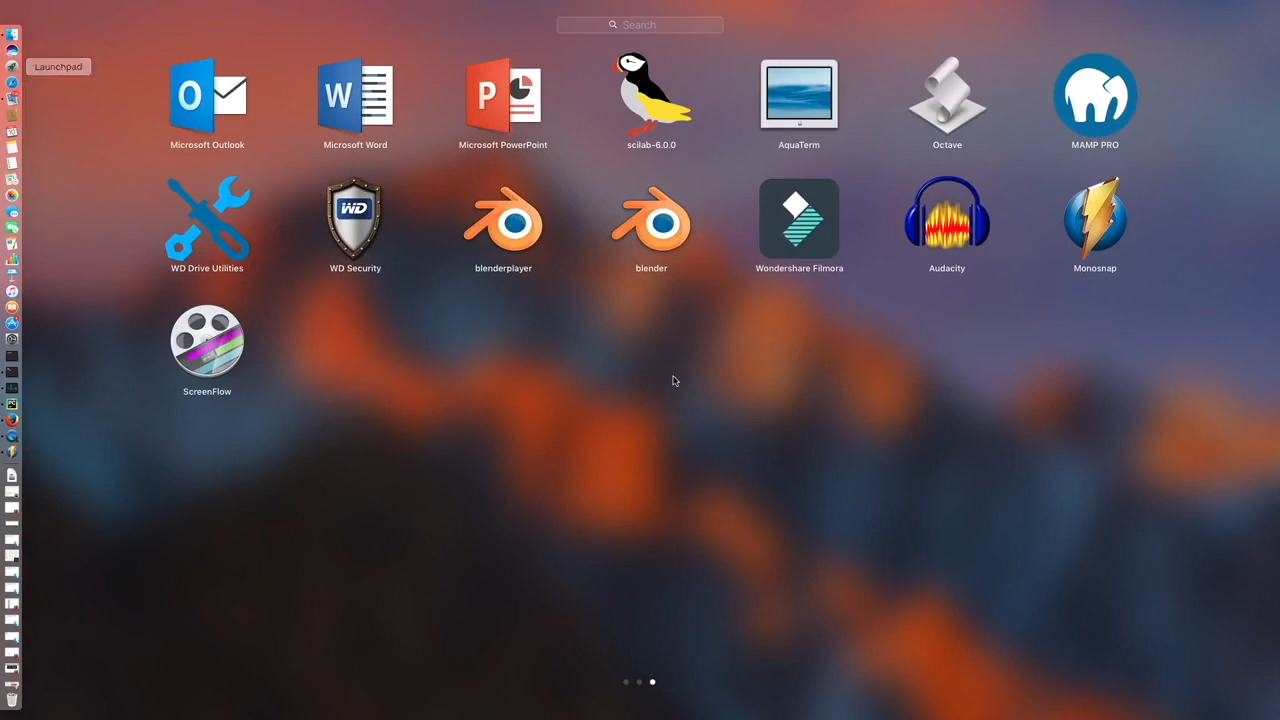 Search
Launchpad
Microsoft Outlook
Microsoft Word
Microsoft PowerPoint
scilab-6.0.0
AquaTerm
Octave
MAMP PRO
WD Drive Utilities
WD Security
blenderplayer
blender
Wondershare Filmora
Audacity
Monosnap
ScreenFlow
O
W
P
WD